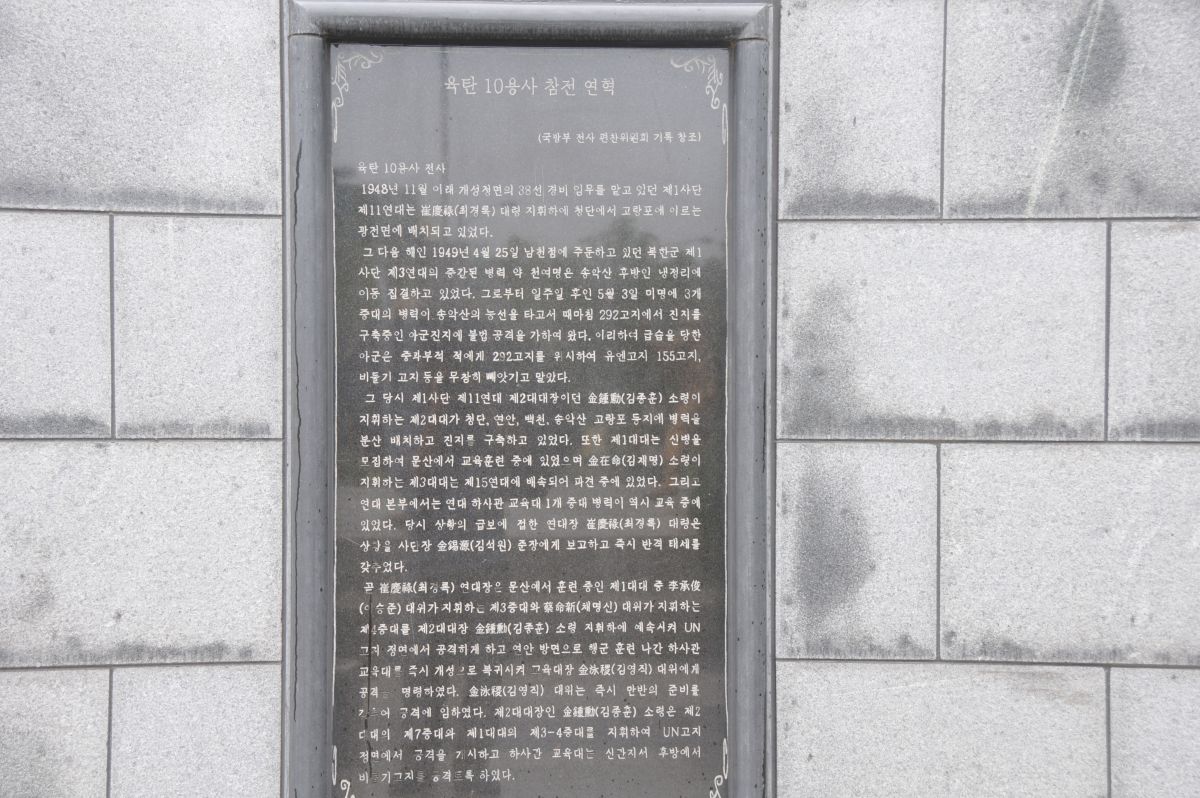 육탄 10용사 참전 연혁
(국방부 전사 편찬위원회 기록 창조)
육탄 10용사 전사
1948년 11월 이래 개성정면의 38선 경비 임무를 맡고 있던 제1사단
제11연대는 崔慶祿(최경록) 대령 지휘하에 청단에서 고랑포에 이르는
광전면에 배치되고 있었다.
그 다음 해인 1949년 4월 25일 남천점에 주둔하고 있던 북한군 제1
사단 제3연대의 증간된 병력 약 천여명은 송악산 후방인 냉정리에
이동 집결하고 있었다. 그로부터 일주일 후인 5월 3일 미명에 3개
중대의 병력이 송악산의 능선을 타고서 때마침 292고지에서 진지를
구축중인 아군진지에 불법 공격을 가하여 왔다. 이리하여 급습을 당한
아군은 중과부적 적에게 292고지를 위시하여 유엔고지 155고지,
비둘기 고지 등을 무참히 빼앗기고 말았다.
그 당시 제1사단 제11연대 제2대대장이던 金鍾勳(김종훈) 소령이
지휘하는 제2대대가 청단, 연안, 백천, 송악산 고랑포 등지에 병력을
분산 배치하고 진지를 구축하고 있었다. 또한 제1대대는 신병을
모집하여 문산에서 교육훈련 중에 있었으며 金在命(김재명) 소령이
지휘하는 제3대대는 제15연대에 배속되어 파견 중에 있었다. 그리고
연대 본부에서는 연대 하사관 교육대 1개 중대 병력이 역시 교육 중에
있었다. 당시 상황의 급보에 접한 연대장 崔慶祿(최경록) 대령은
상황을 사단장 金錫源(김석원) 준장에게 보고하고 즉시 반격 태세를
갖추었다.
곧 崔慶祿(최경록) 연대장은 문산에서 훈련 중인 제1대대 중 李承俊
(이승준) 대위가 지휘하는 제3중대와 蔡命新(채명신) 대위가 지휘하는
제4중대를 제2대대장 金鍾勳(김종훈) 소령 지휘하에 예속시켜 UN
고지 정면에서 공격하게 하고 연안 방면으로 행군 훈련 나간 하사관
교육대를 즉시 개성으로 복귀시켜 교육대장 金泳稷(김영직) 대위에게
공격을 명령하였다. 金泳稷(김영직) 대위는 즉시 만반의 준비를
갖추어 공격에 임하였다. 제2대대장인 金鍾勳(김종훈) 소령은 제2
대대의 제7중대와 제1대대의 제3-4중대를 지휘하여 UN고지
정면에서 공격을 개시하고 하사관 교육대는 신간지서 후방에서
비둘기고지를 공격토록 하였다.